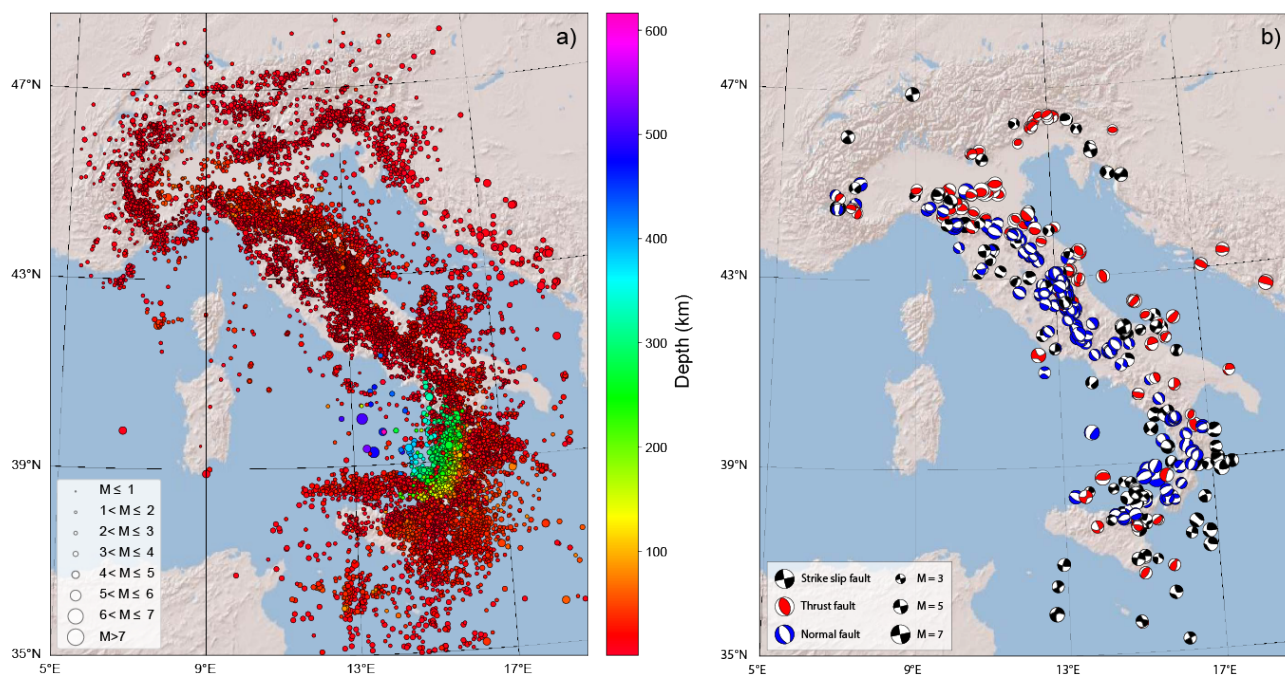 a)
47°N
43°N
39°N
35°N
5°E
9°E
13°E
17°E
M ≤ 1
1< M ≤ 2
2< M ≤ 3
3< M ≤ 4
4< M ≤ 5
5< M ≤ 6
6< M ≤ 7
M>7
600
500
400
300
200
100
Depth (km)
b)
47°N
43°N
39°N
35°N
5°E
9°E
13°E
17°E
Strike slip fault
M = 3
Thrust fault
M = 5
Normal fault
M = 7